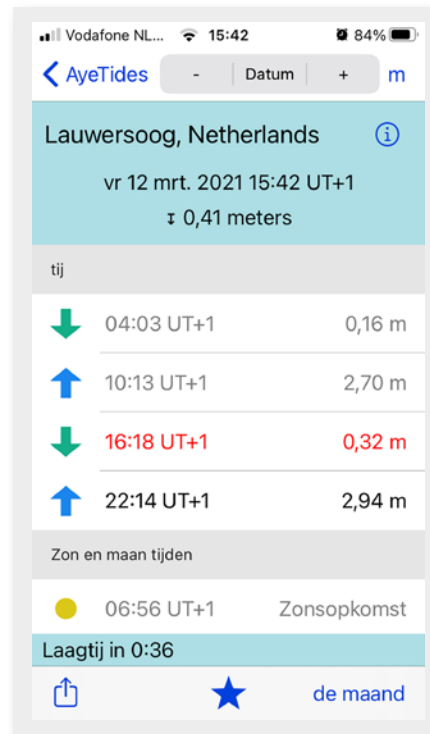 Vodafone NL... 15:42 84%
AyeTides - Datum + m
Lauwersoog, Netherlands
vr 12 mrt. 2021 15:42 UT+1
↧ 0,41 meters
tij
04:03 UT+1 0,16 m
10:13 UT+1 2,70 m
16:18 UT+1 0,32 m
22:14 UT+1 2,94 m
Zon en maan tijden
06:56 UT+1 Zonsopkomst
Laagtij in 0:36
de maand